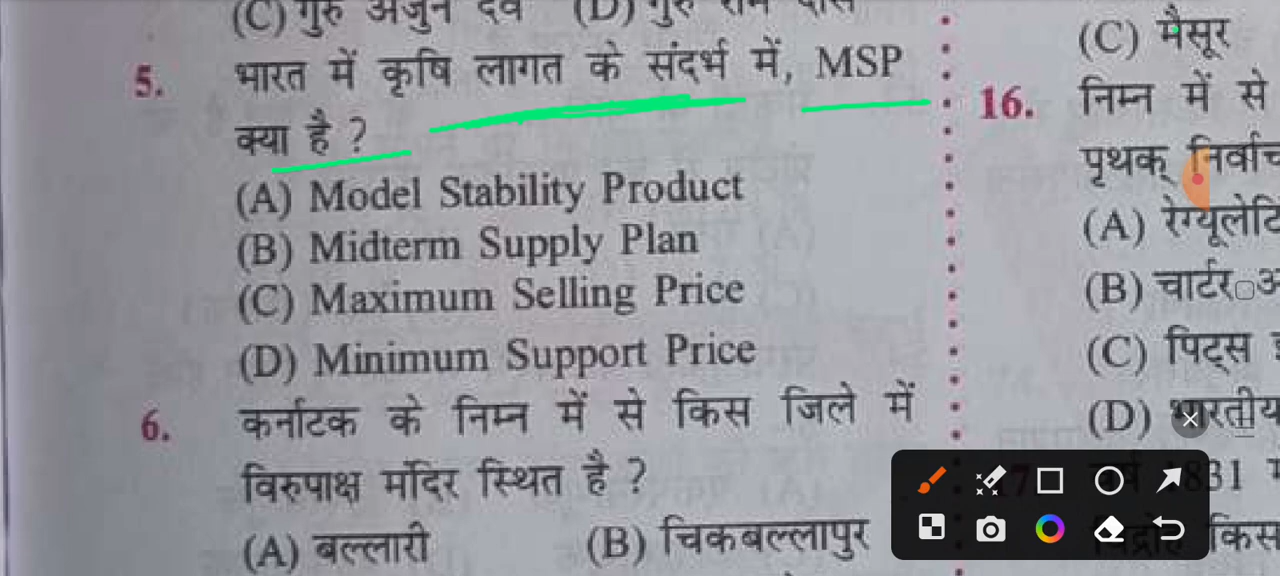 (C) गुरु अर्जुन देव (D) गुरु राम दास
5. भारत में कृषि लागत के संदर्भ में, MSP
क्या है ?
(A) Model Stability Product
(B) Midterm Supply Plan
(C) Maximum Selling Price
(D) Minimum Support Price
6. कर्नाटक के निम्न में से किस जिले में
विरुपाक्ष मंदिर स्थित है ?
(A) बल्लारी (B) चिकबल्लापुर
(C) मैसूर
16. निम्न में से
पृथक्
(A)
(B) चार्टर
(C) पिट्स
(D) भारतीय
1831
किस